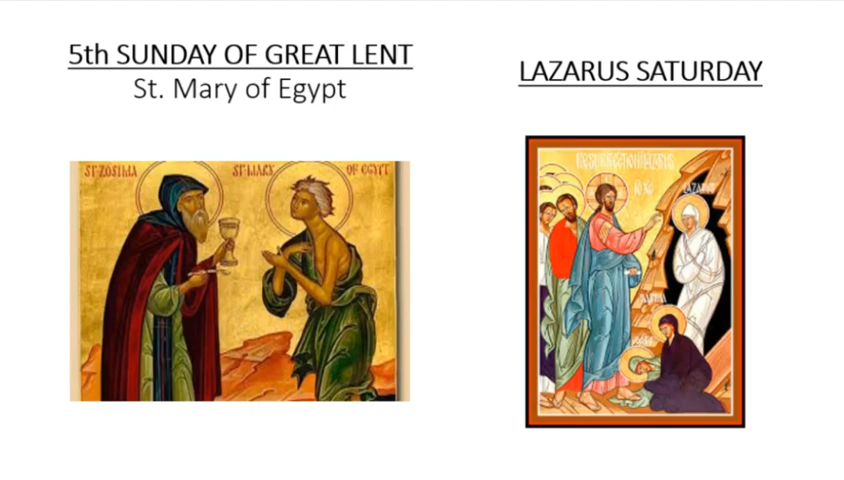 5th SUNDAY OF GREAT LENT
St. Mary of Egypt
LAZARUS SATURDAY
ST ZOSIMA ST MARY OF EGYPT
LAZARUS